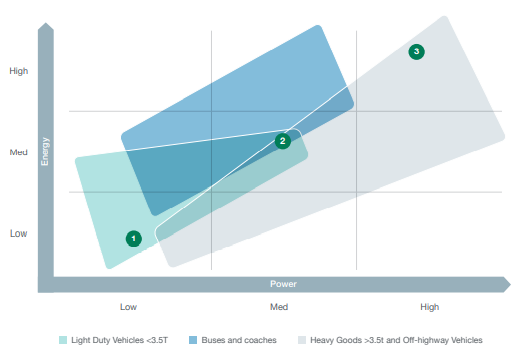 High
Med
Low
Energy
3
2
1
Power
Low
Med
High
Light Duty Vehicles <3.5T
Buses and coaches
Heavy Goods >3.5t and Off-highway Vehicles